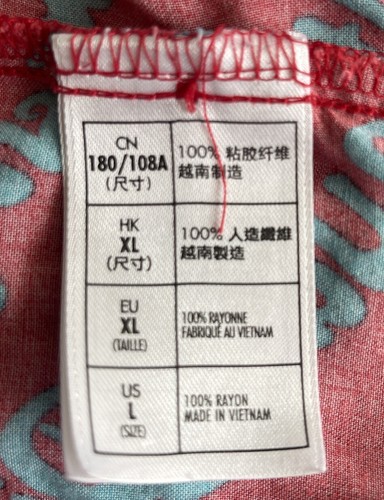 CN
180/108A
(尺寸)
100% 粘胶纤维
越南制造
HK
XL
(尺寸)
100% 人造纖維
越南製造
EU
XL
(TAILLE)
100% RAYONNE
FABRIQUÉ AU VIETNAM
US
L
(SIZE)
100% RAYON
MADE IN VIETNAM